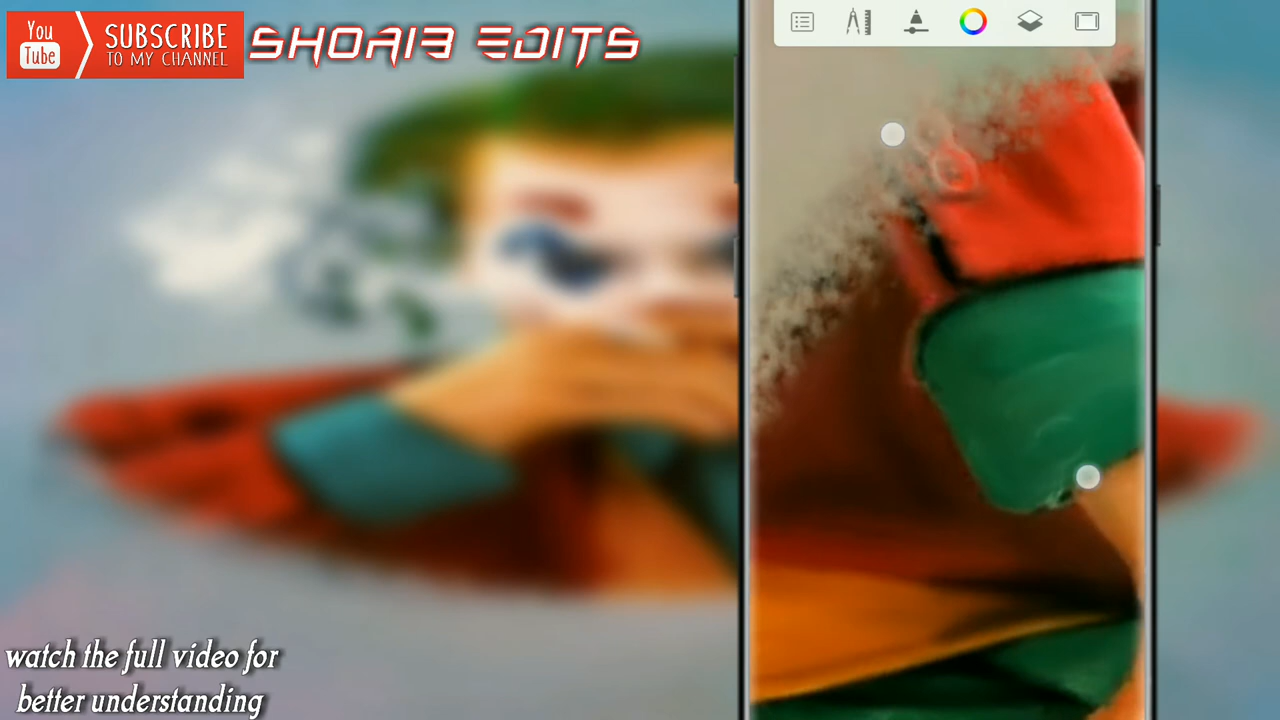 You
Tube
SUBSCRIBE
TO MY CHANNEL
SHOAIB EDITS
watch the full video for
better understanding